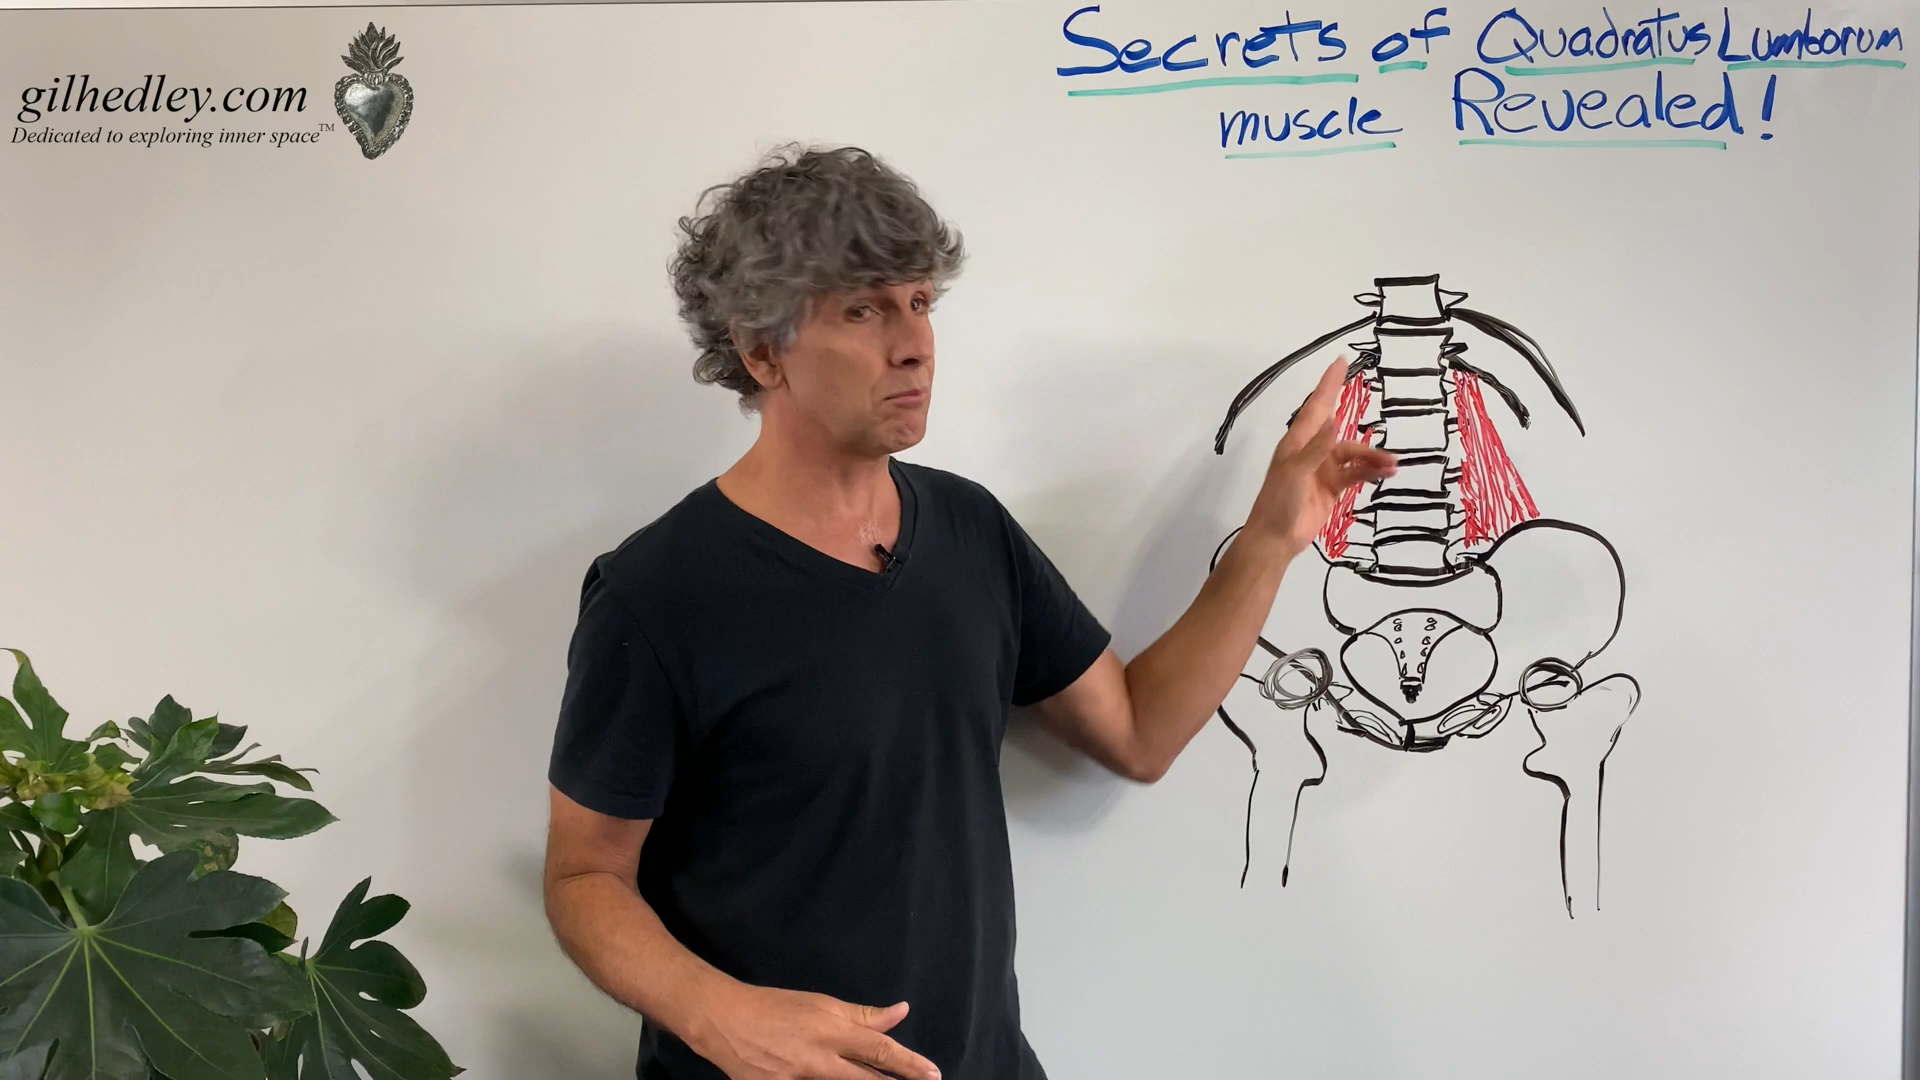 gilhedley.com
Dedicated to exploring inner space™
Secrets of Quadratus Lumborum
muscle Revealed!